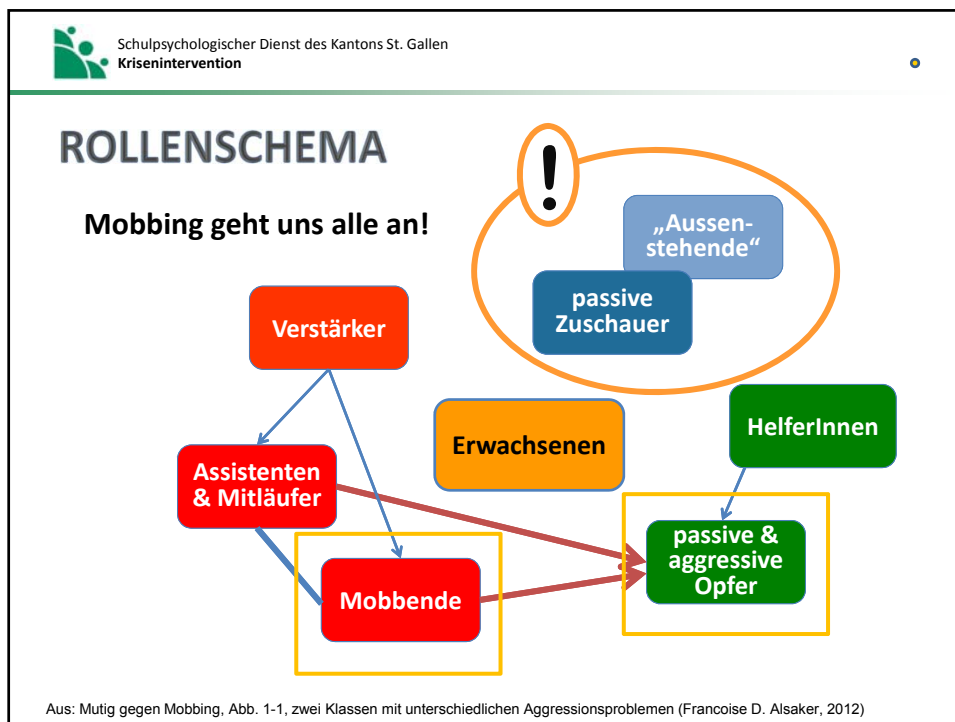 Schulpsychologischer Dienst des Kantons St. Gallen
Krisenintervention
ROLLENSCHEMA
!
Mobbing geht uns alle an!
„Aussen-
stehende“
passive
Zuschauer
Verstärker
Erwachsenen
HelferInnen
Assistenten
& Mitläufer
passive &
aggressive
Opfer
Mobbende
Aus: Mutig gegen Mobbing, Abb. 1-1, zwei Klassen mit unterschiedlichen Aggressionsproblemen (Francoise D. Alsaker, 2012)